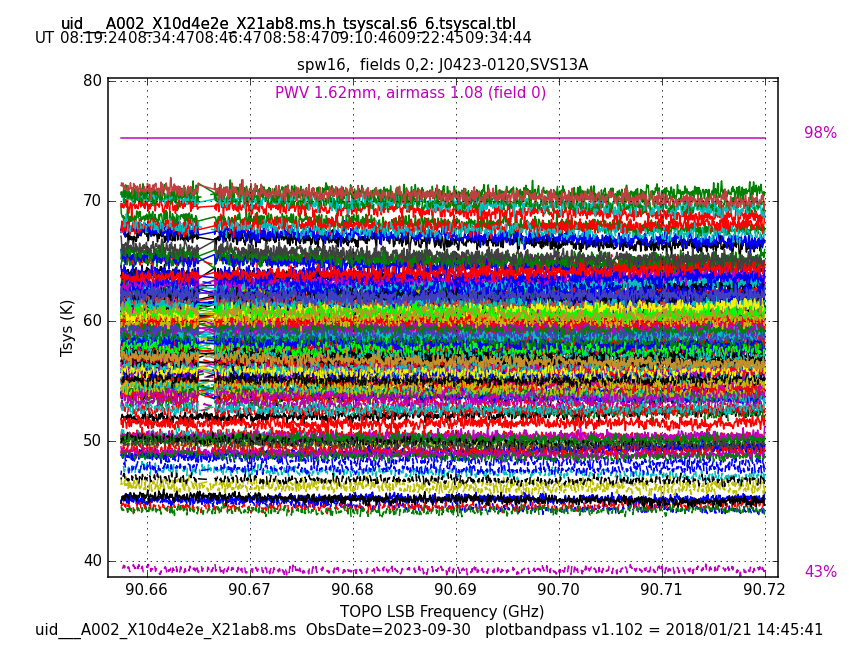 uid___A002_X10d4e2e_X21ab8.ms.h_tsyscal.s6_6.tsyscal.tbl
UT 08:19:24 08:34:47 08:46:47 08:58:47 09:10:46 09:22:45 09:34:44
spw16,  fields 0,2: J0423-0120,SVS13A
PWV 1.62mm, airmass 1.08 (field 0)
98%
80
70
60
50
40
Tsys (K)
43%
90.66 90.67 90.68 90.69 90.70 90.71 90.72
TOPO LSB Frequency (GHz)
uid___A002_X10d4e2e_X21ab8.ms  ObsDate=2023-09-30   plotbandpass v1.102 = 2018/01/21 14:45:41